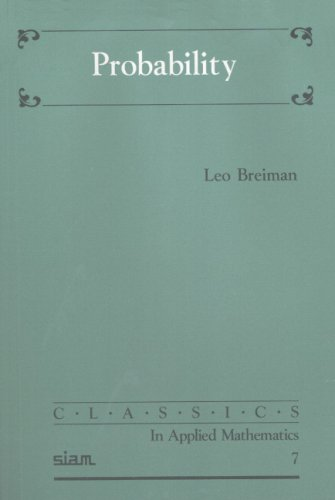 Probability
Leo Breiman
C·L·A·S·S·I·C·S
In Applied Mathematics
siam. 7